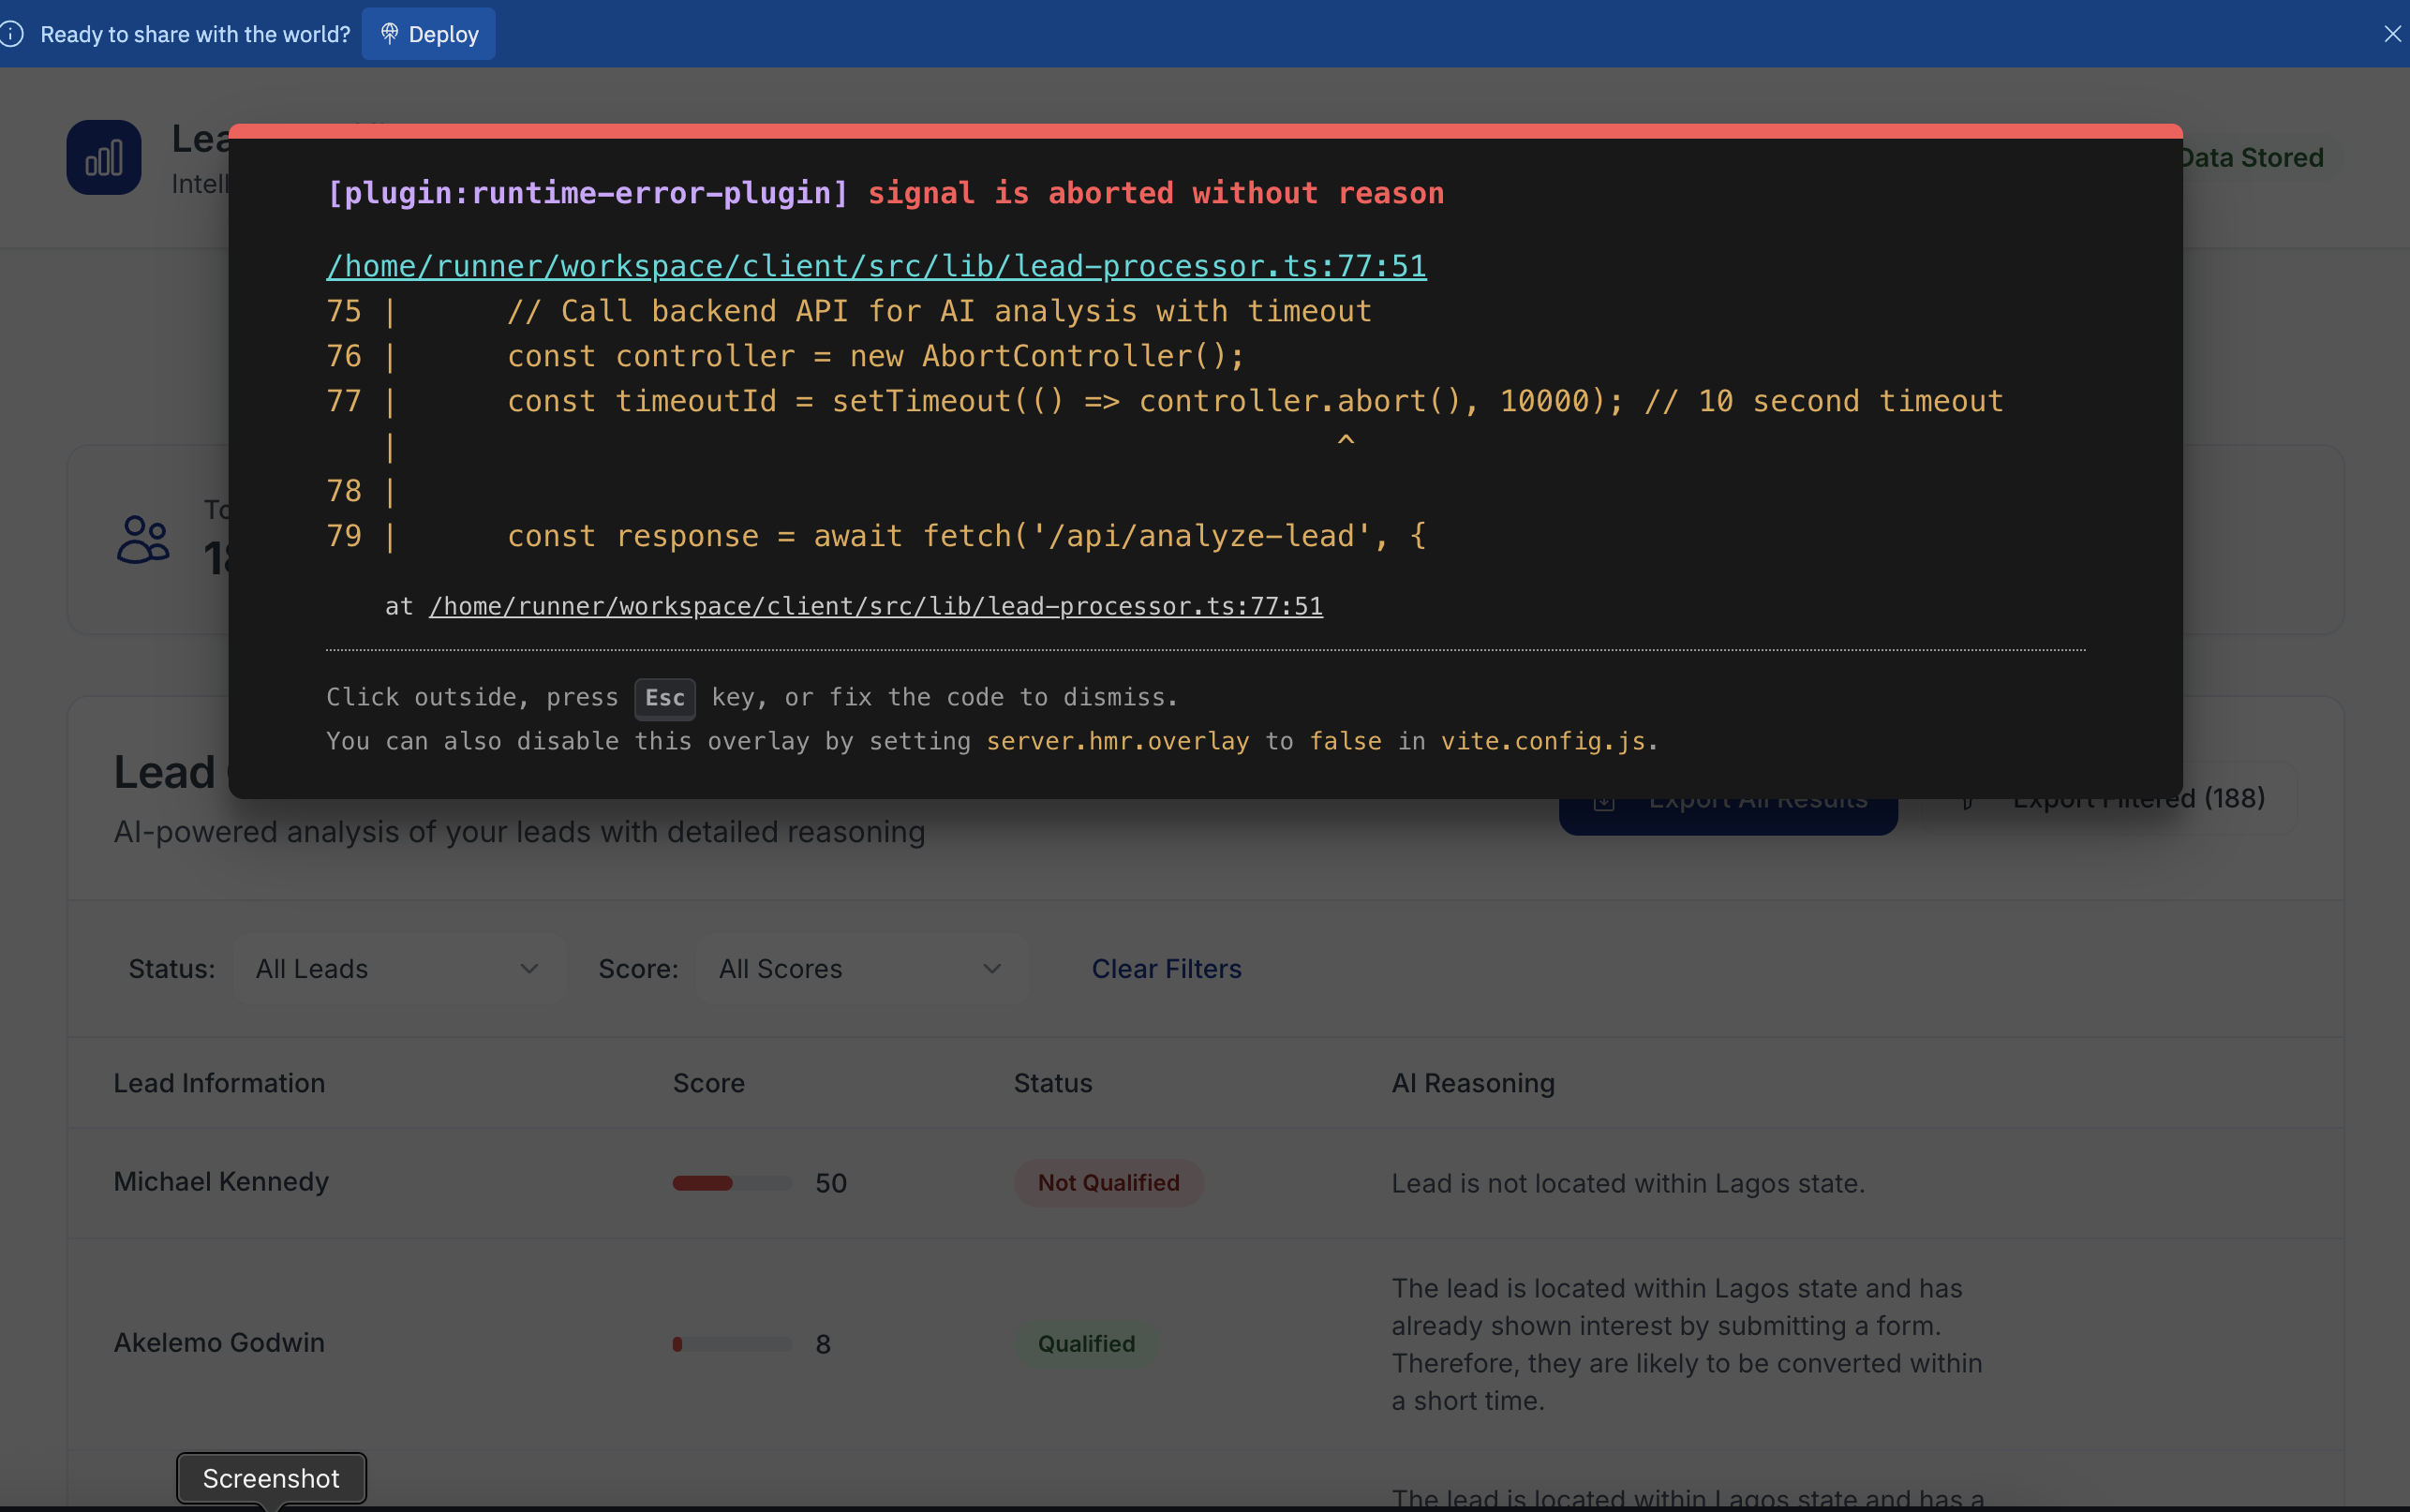 Ready to share with the world? Deploy
Lea
Intell
Data Stored
[plugin:runtime-error-plugin] signal is aborted without reason
/home/runner/workspace/client/src/lib/lead-processor.ts:77:51
75 |      // Call backend API for AI analysis with timeout
76 |      const controller = new AbortController();
77 |      const timeoutId = setTimeout(() => controller.abort(), 10000); // 10 second timeout
|                                                    ^
78 |
79 |      const response = await fetch('/api/analyze-lead', {
at /home/runner/workspace/client/src/lib/lead-processor.ts:77:51
Click outside, press Esc key, or fix the code to dismiss.
You can also disable this overlay by setting server.hmr.overlay to false in vite.config.js.
To
18
Lead
AI-powered analysis of your leads with detailed reasoning
Export All Results
Export Filtered (188)
Status: All Leads Score: All Scores Clear Filters
Lead Information Score Status AI Reasoning
Michael Kennedy 50 Not Qualified Lead is not located within Lagos state.
Akelemo Godwin 8 Qualified
The lead is located within Lagos state and has
already shown interest by submitting a form.
Therefore, they are likely to be converted within
a short time.
The lead is located within Lagos state and has a
Screenshot